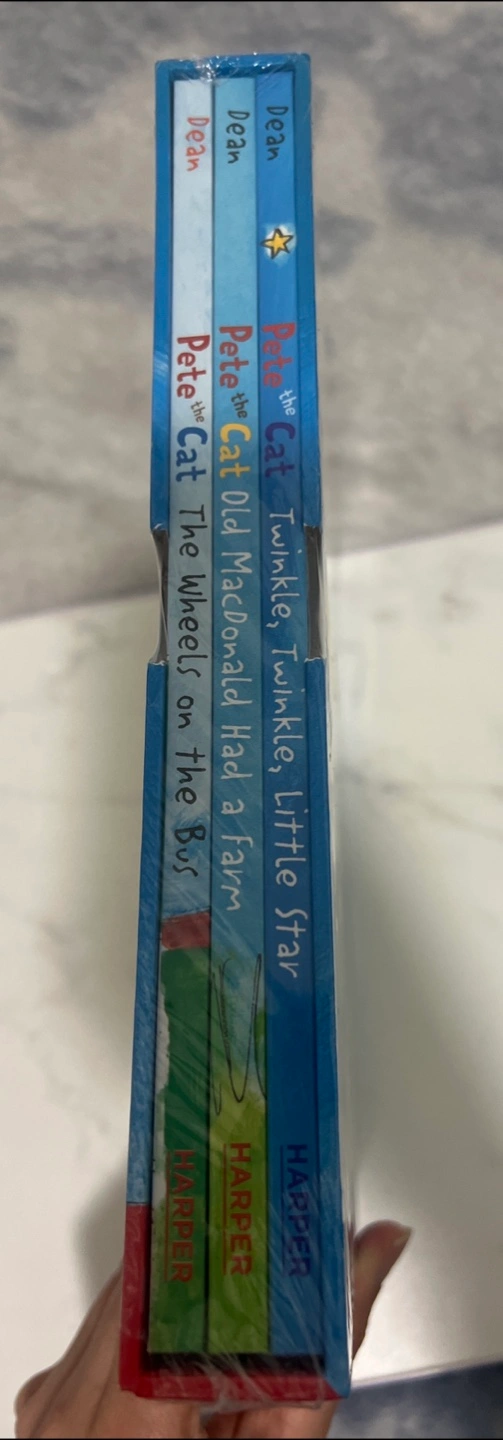 Dean Pete the Cat Twinkle, Twinkle, Little Star HARPER
Dean Pete the Cat Old MacDonald Had a Farm HARPER
Dean Pete the Cat The Wheels on the Bus HARPER